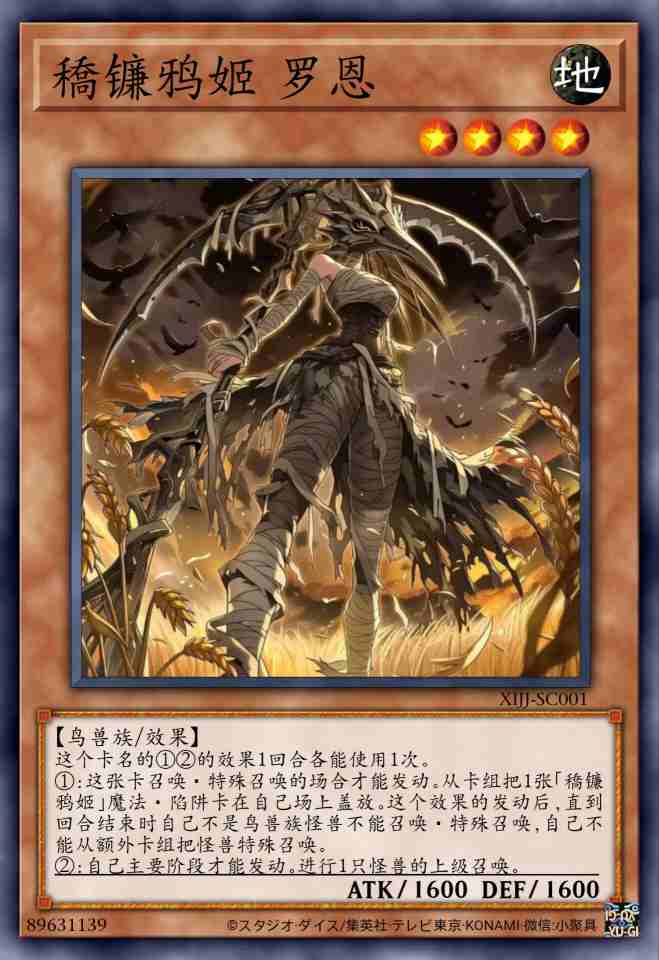 穚镰鸦姬 罗恩
地
XIJJ-SC001
【鸟兽族/效果】
这个卡名的①②的效果1回合各能使用1次。
①:这张卡召唤·特殊召唤的场合才能发动。从卡组把1张「穚镰
鸦姬」魔法·陷阱卡在自己场上盖放。这个效果的发动后,直到
回合结束时自己不是鸟兽族怪兽不能召唤·特殊召唤,自己不
能从额外卡组把怪兽特殊召唤。
②:自己主要阶段才能发动。进行1只怪兽的上级召唤。
ATK/1600 DEF/1600
89631139
©スタジオ·ダイス/集英社·テレビ東京·KONAMI·微信:小聚具